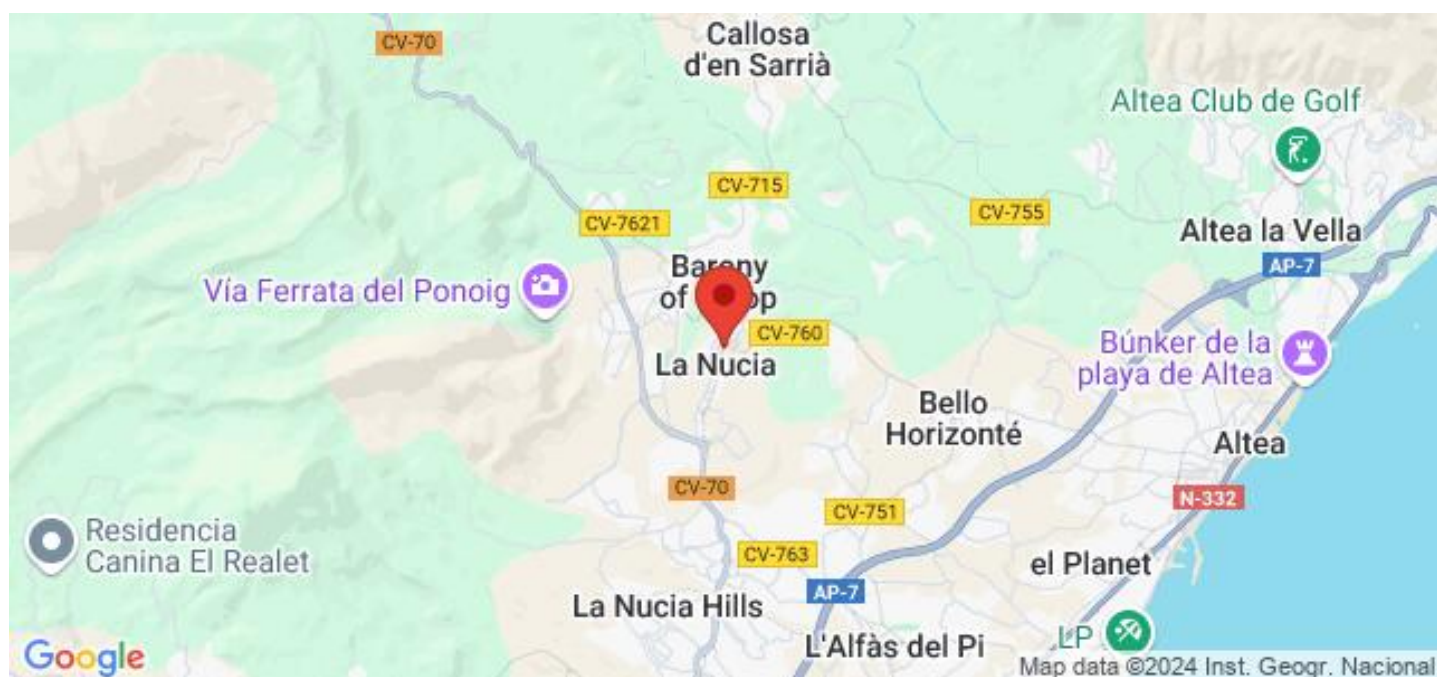 CV-70
Callosa
d'en Sarrià
Altea Club de Golf
CV-715
CV-755
CV-7621
Altea la Vella
AP-7
Barony
of
Vía Ferrata del Ponoig
CV-760
La Nucia
Búnker de la
playa de Altea
Bello
Horizonté
Altea
CV-70
N-332
CV-751
Residencia
Canina El Realet
CV-763
el Planet
AP-7
La Nucia Hills
L'Alfàs del Pi
LP
Google
Map data ©2024 Inst. Geogr. Nacional